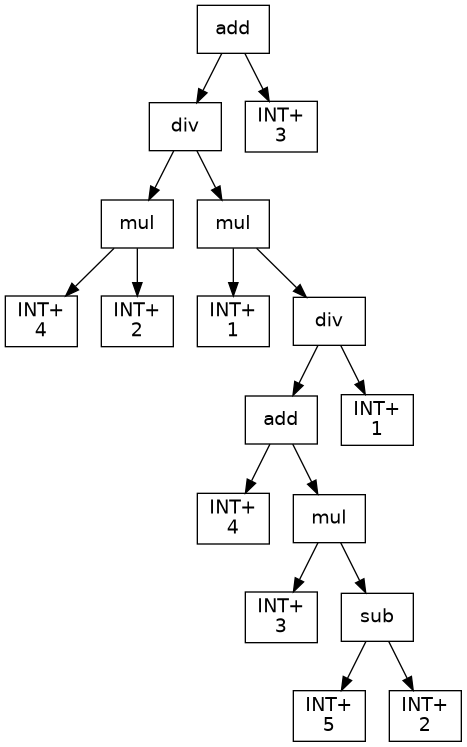 add
div
INT+
3
mul
mul
INT+
4
INT+
2
INT+
1
div
add
INT+
1
INT+
4
mul
INT+
3
sub
INT+
5
INT+
2